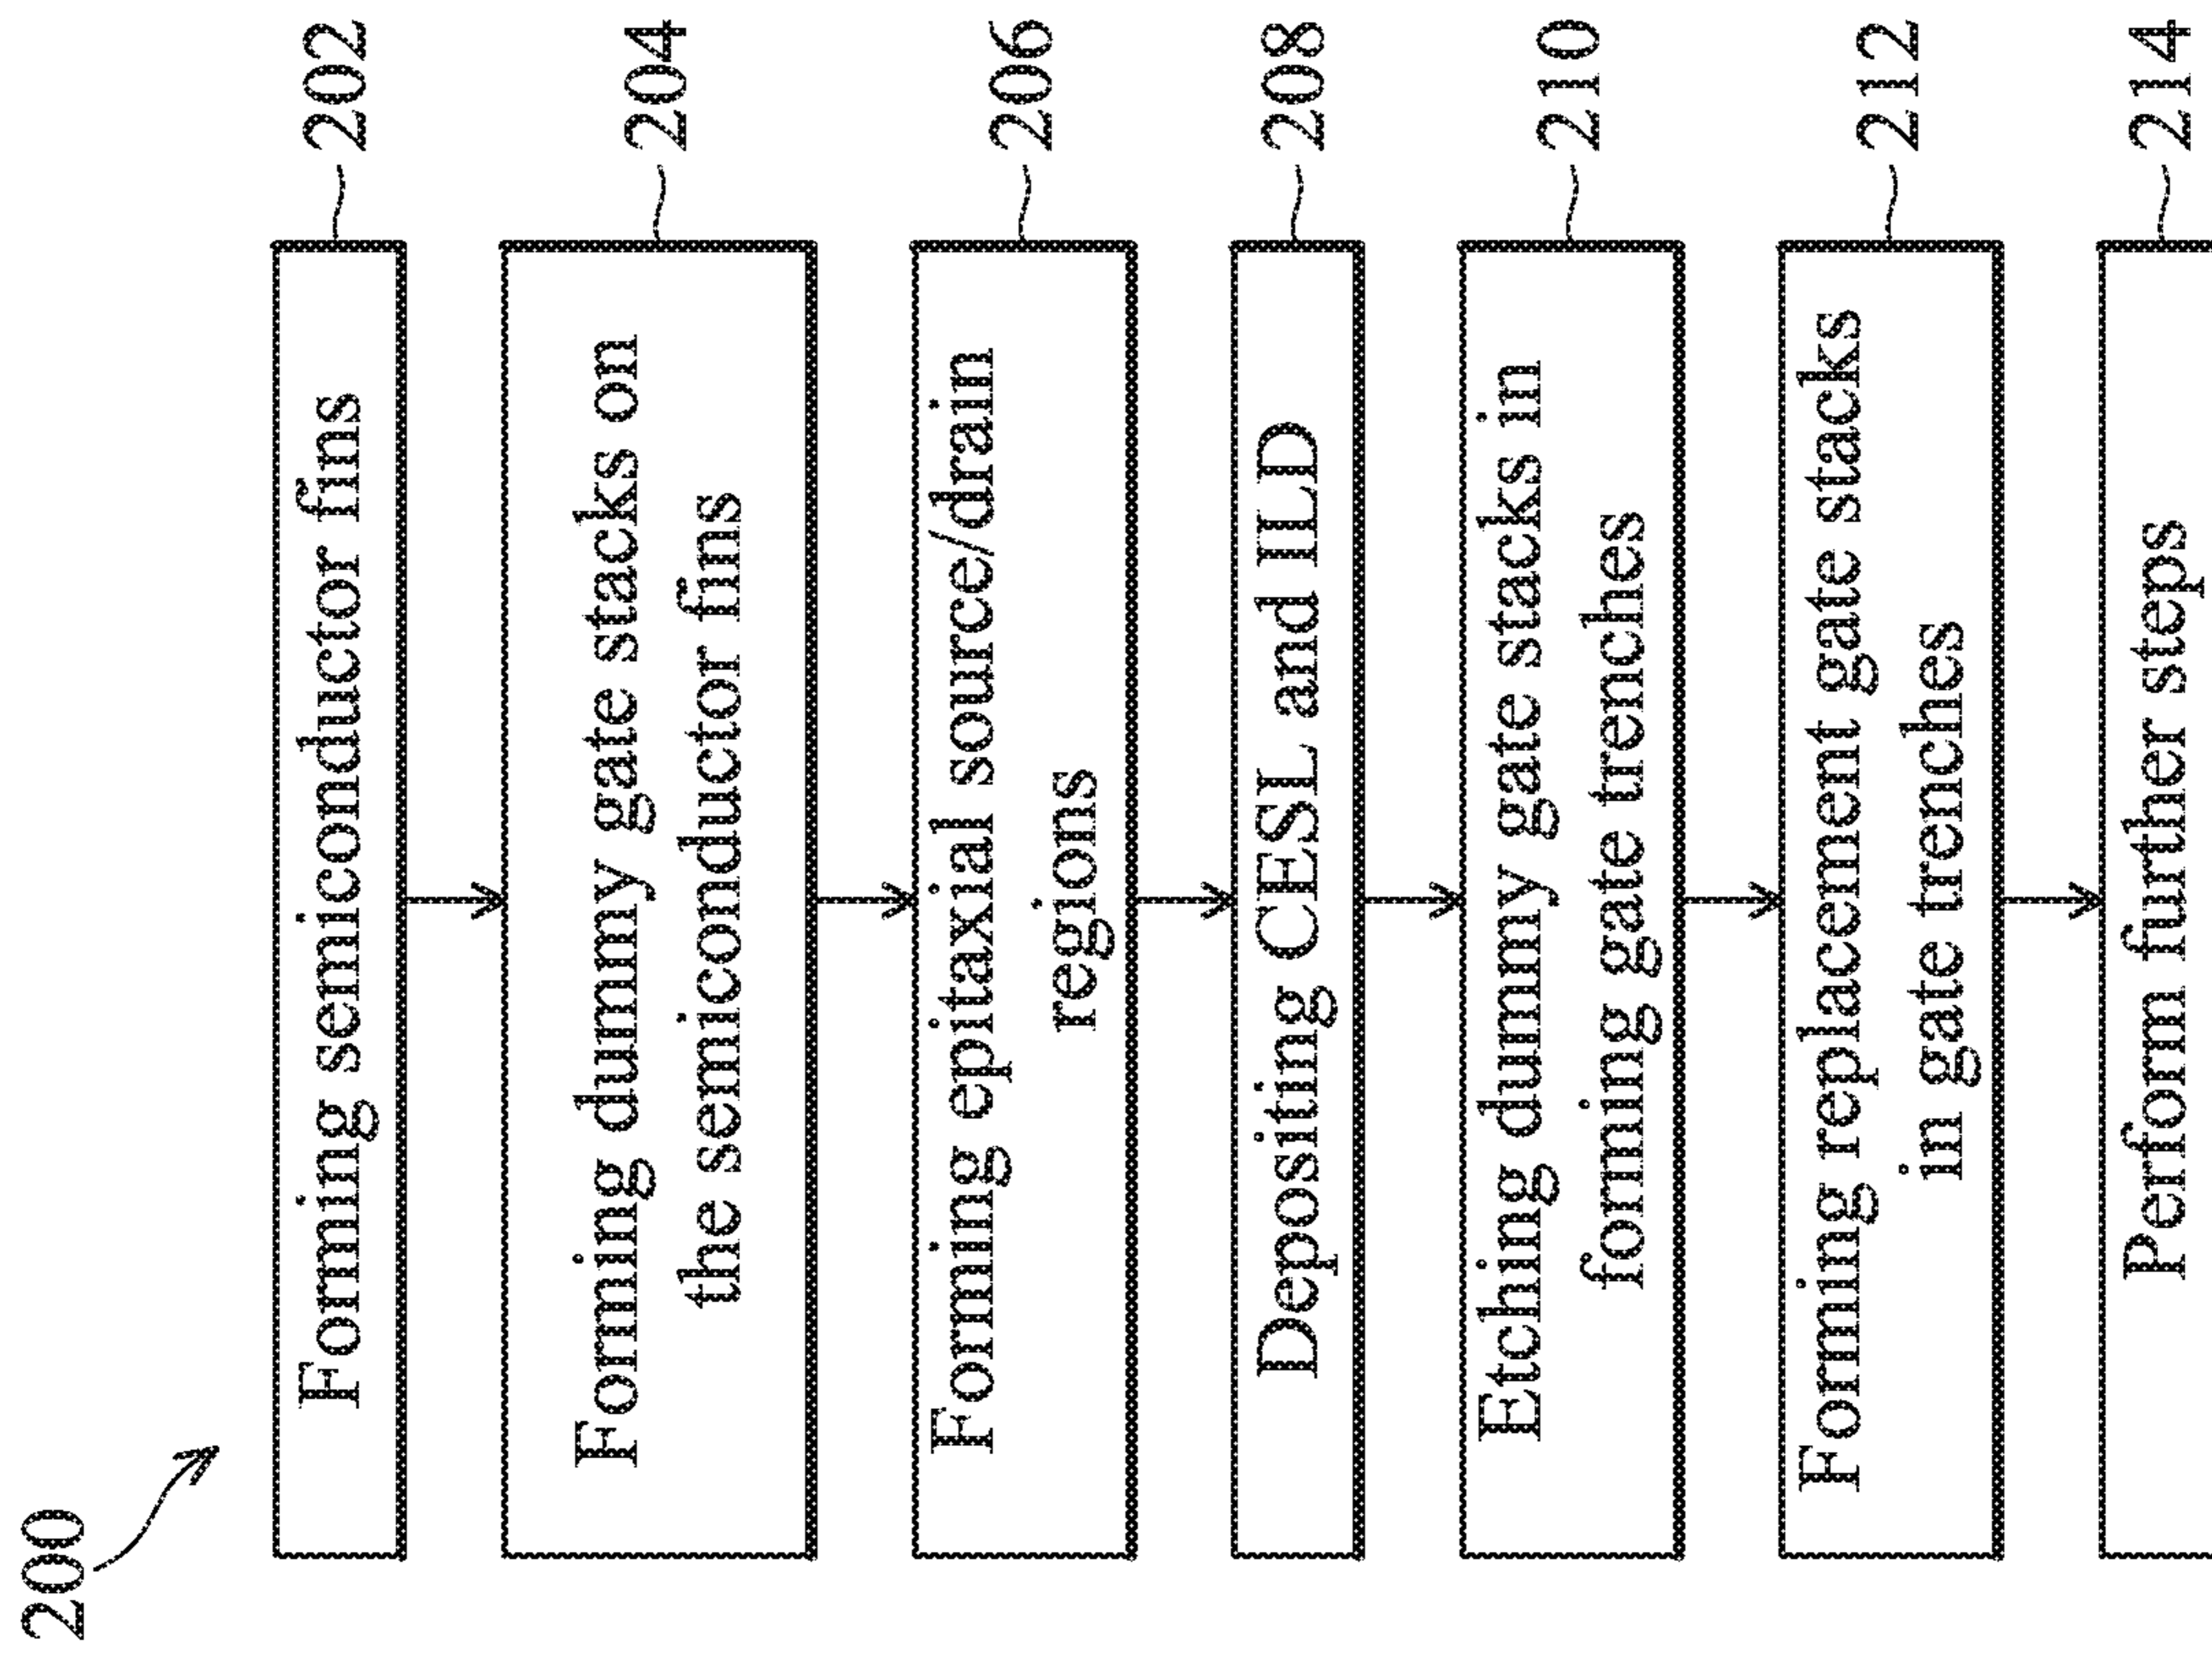 200
Forming semiconductor fins
202
Forming dummy gate stacks on
the semiconductor fins
204
Forming epitaxial source/drain
regions
206
Depositing CESL and ILD
208
Etching dummy gate stacks in
forming gate trenches
210
Forming replacement gate stacks
in gate trenches
212
Perform further steps
214